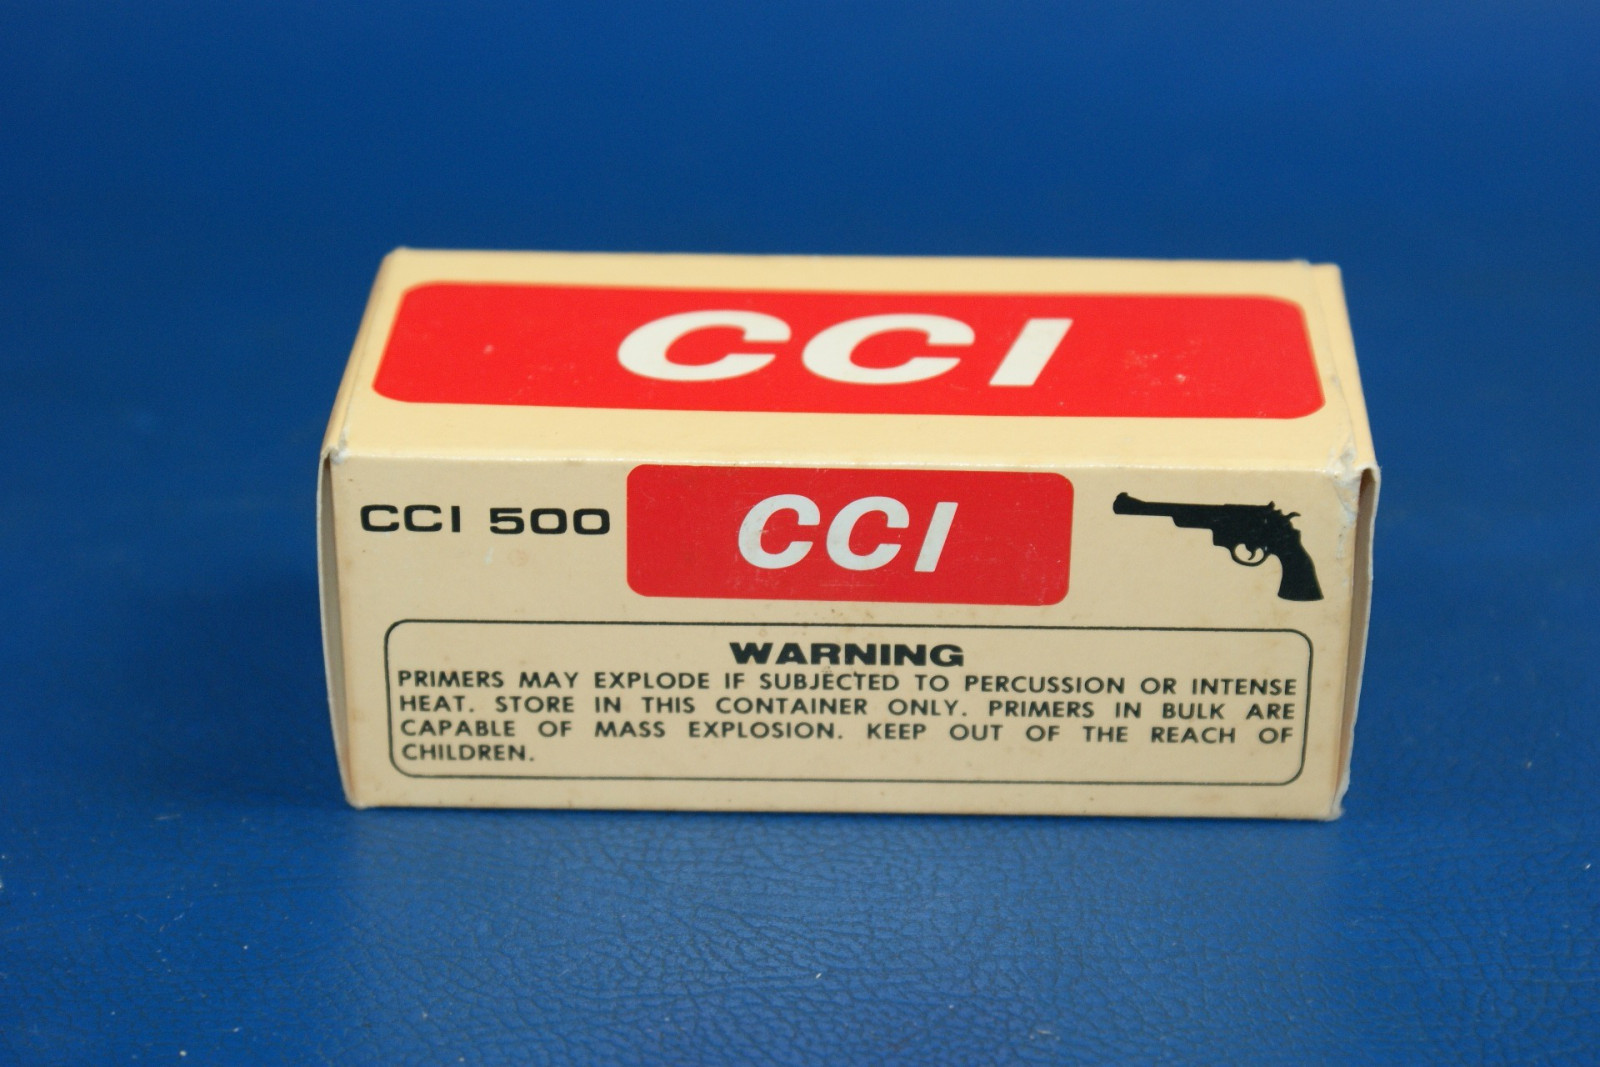 CCI
CCI 500
CCI
WARNING
PRIMERS MAY EXPLODE IF SUBJECTED TO PERCUSSION OR INTENSE
HEAT. STORE IN THIS CONTAINER ONLY. PRIMERS IN BULK ARE
CAPABLE OF MASS EXPLOSION. KEEP OUT OF THE REACH OF
CHILDREN.